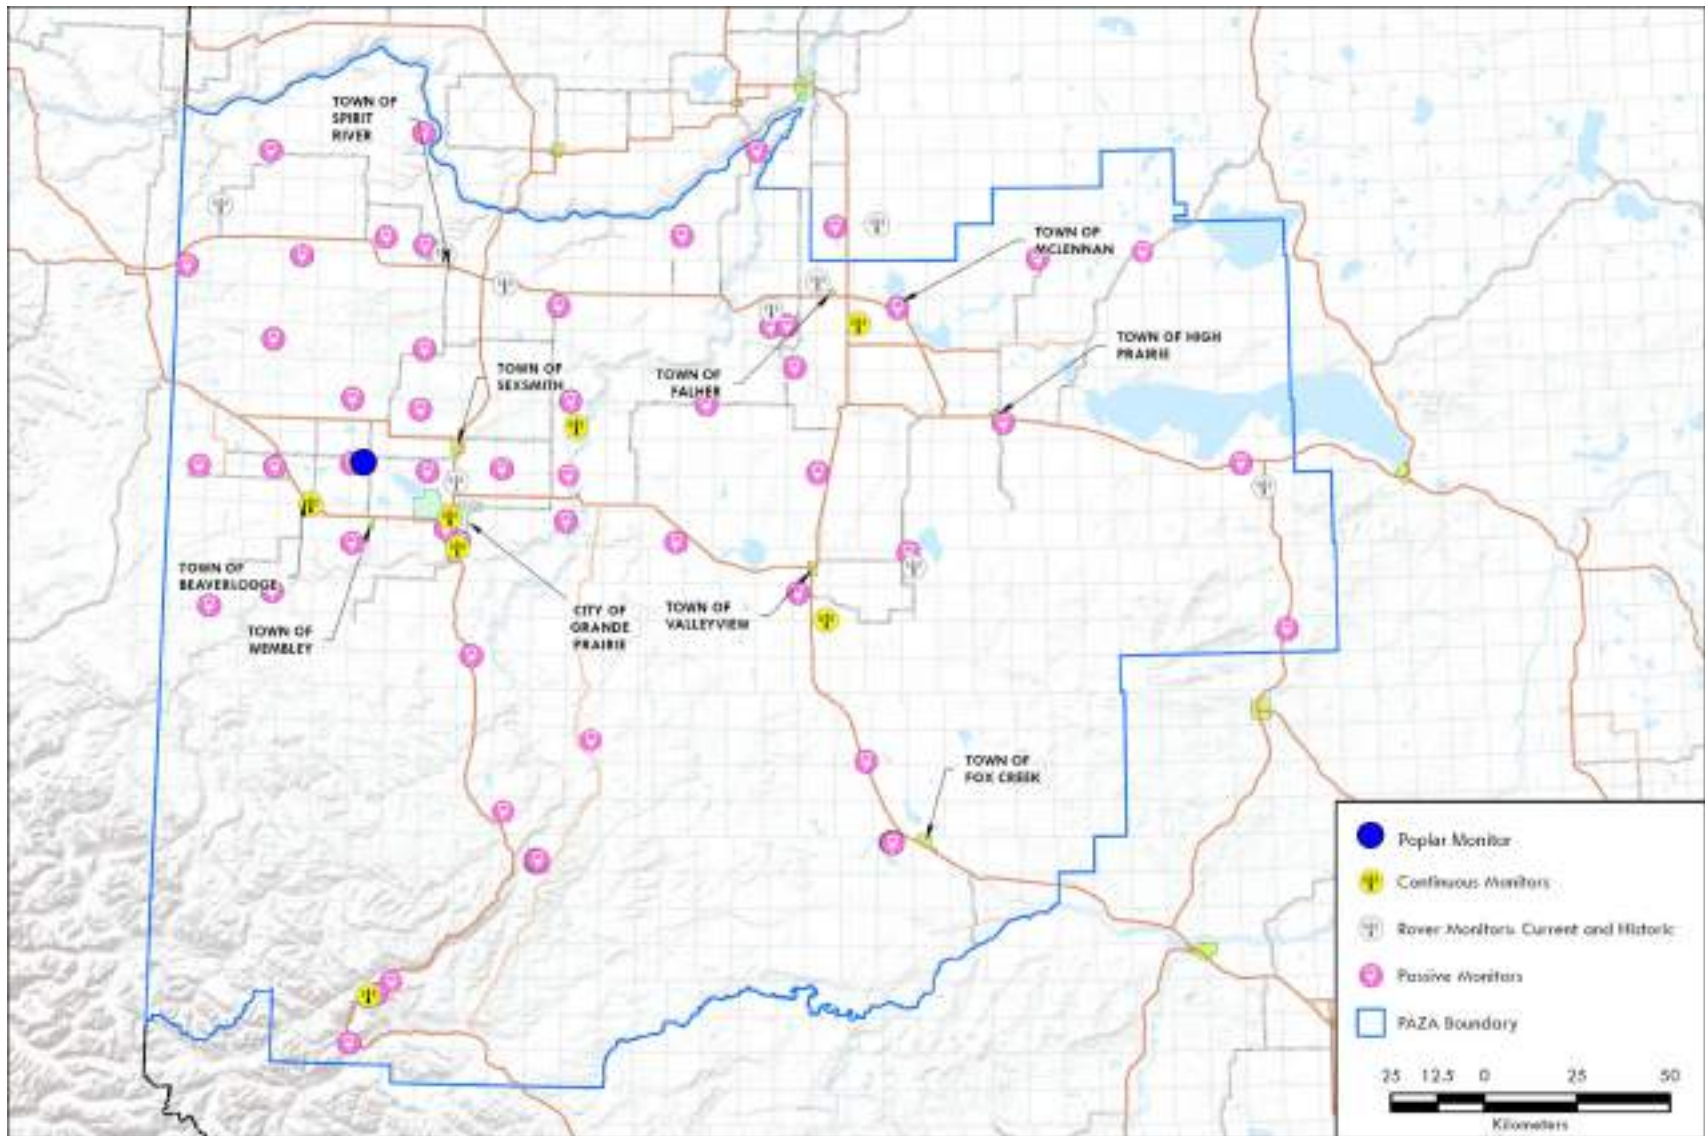 TOWN OF
SPIRIT
RIVER
TOWN OF
MCLENNAN
TOWN OF HIGH
PRAIRIE
TOWN OF
SEXSMITH
TOWN OF
FALHER
TOWN OF
BEAVERLODGE
TOWN OF
WEMBLEY
CITY OF
GRANDE
PRAIRIE
TOWN OF
VALLEYVIEW
TOWN OF
FOX CREEK
Poplar Monitor
Continuous Monitors
Rover Monitors Current and Historic
Passive Monitors
PAZA Boundary
25 12.5 0 25 50
Kilometers